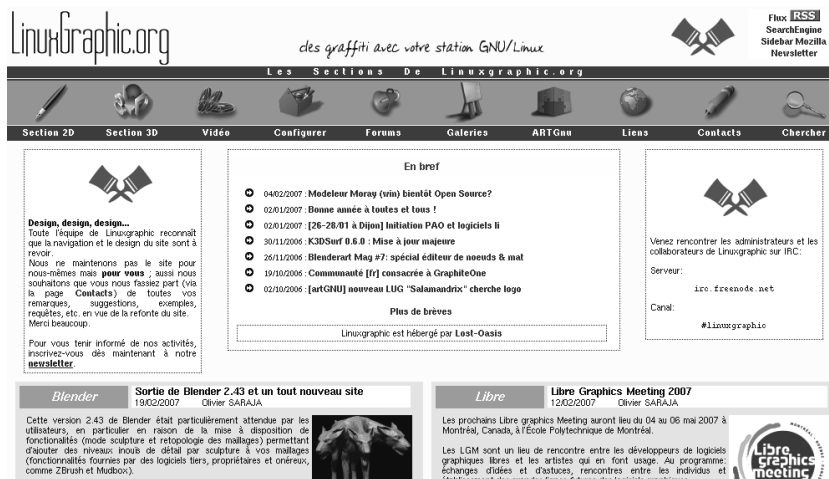 LinuxGraphic.org
des graffiti avec votre station GNU/Linux
Flux RSS
SearchEngine
Sidebar Mozilla
Newsletter
Les Sections De Linuxgraphic.org
Section 2D Section 3D Vidéo Configurer Forums Galeries ARTGnu Liens Contacts Chercher
Design, design, design...
Toute l'équipe de Linuxgraphic reconnaît
que la navigation et le design du site sont à
revoir.
Nous ne maintenons pas le site pour
nous-mêmes mais pour vous ; aussi nous
souhaitons que vous nous fassiez part (via
la page Contacts) de toutes vos
remarques, suggestions, exemples,
requêtes, etc. en vue de la refonte du site.
Merci beaucoup.
Pour vous tenir informé de nos activités,
inscrivez-vous dès maintenant à notre
newsletter.
En bref
04/02/2007 : Modeleur Moray (win) bientôt Open Source?
02/01/2007 : Bonne année à toutes et tous !
02/01/2007 : [26-28/01 à Dijon] Initiation PAO et logiciels li
30/11/2006 : K3DSurf 0.6.0 : Mise à jour majeure
26/11/2006 : Blenderart Mag #7: spécial éditeur de noeuds & mat
19/10/2006 : Communauté [fr] consacrée à GraphiteOne
02/10/2006 : [artGNU] nouveau LUG "Salamandrix" cherche logo
Plus de brèves
Linuxgraphic est hébergé par Lost-Oasis
Venez rencontrer les administrateurs et les
collaborateurs de Linuxgraphic sur IRC:
Serveur:
irc.freenode.net
Canal:
#linuxgraphic
Blender
Sortie de Blender 2.43 et un tout nouveau site
19/02/2007 Olivier SARAJA
Cette version 2.43 de Blender était particulièrement attendue par les
utilisateurs, en particulier en raison de la mise à disposition de
fonctionalités (mode sculpture et retopologie des maillages) permettant
d'ajouter des niveaux inouïs de détail par sculpture à vos maillages
(fonctionnalités fournies par des logiciels tiers, propriétaires et onéreux,
comme ZBrush et Mudbox).
Libre
Libre Graphics Meeting 2007
12/02/2007 Olivier SARAJA
Les prochains Libre graphics Meeting auront lieu du 04 au 06 mai 2007 à
Montréal, Canada, à l'École Polytechnique de Montréal.
Les LGM sont un lieu de rencontre entre les développeurs de logiciels
graphiques libres et les artistes qui en font usage. Au programme:
échanges d'idées et d'astuces, rencontres entre les individus et
Libre
graphics
meeting